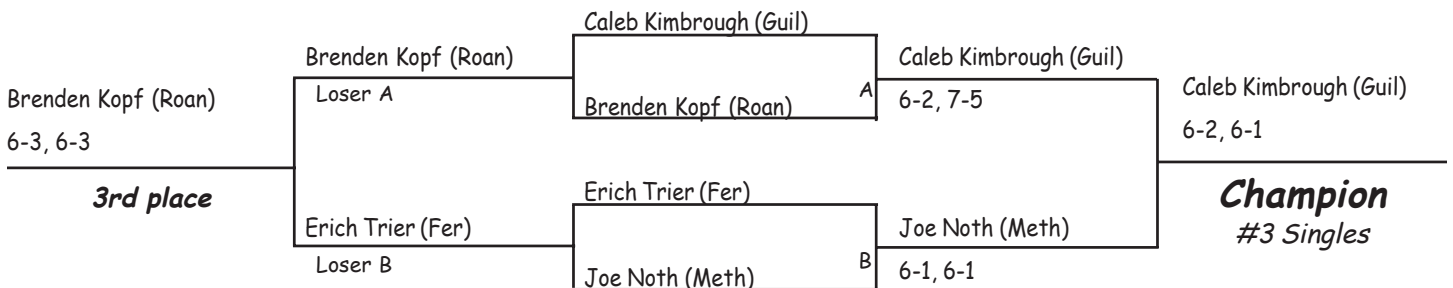 Caleb Kimbrough (Guil)
Brenden Kopf (Roan)
Caleb Kimbrough (Guil)
Brenden Kopf (Roan)
Loser A
A
6-2, 7-5
Caleb Kimbrough (Guil)
Brenden Kopf (Roan)
6-3, 6-3
6-2, 6-1
3rd place
Erich Trier (Fer)
Champion
#3 Singles
Erich Trier (Fer)
Joe Noth (Meth)
Loser B
B
6-1, 6-1
Joe Noth (Meth)